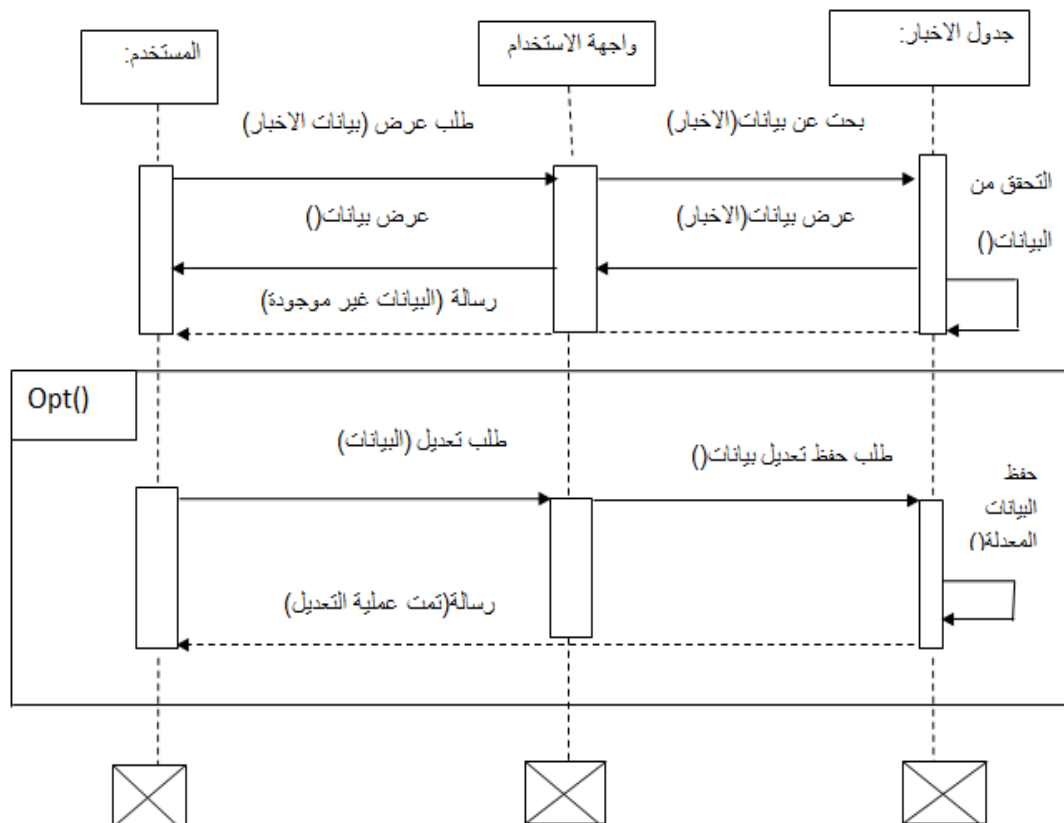 المستخدم:
واجهة الاستخدام
جدول الاخبار:
طلب عرض (بيانات الاخبار)
بحت عن بيانات(الاخبار)
التحقق من
البيانات()
عرض بيانات()
عرض بيانات(الاخبار)
رسالة (البيانات غير موجودة)
Opt()
طلب تعديل (البيانات)
طلب حفظ تعديل بيانات()
حفظ
البيانات
المعدلة()
رسالة(تمت عملية التعديل)